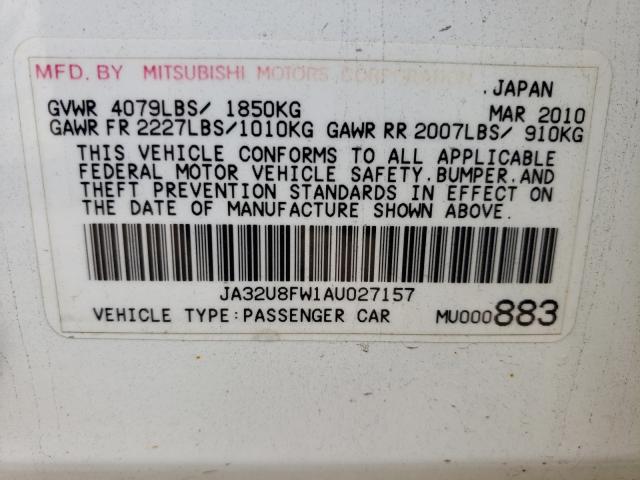 MFD. BY MITSUBISHI MOTORS CORPORATION
. JAPAN
GVWR 4079LBS/ 1850KG MAR 2010
GAWR FR 2227LBS/1010KG GAWR RR 2007LBS/ 910KG
THIS VEHICLE CONFORMS TO ALL APPLICABLE
FEDERAL MOTOR VEHICLE SAFETY.BUMPER.AND
THEFT PREVENTION STANDARDS IN EFFECT ON
THE DATE OF MANUFACTURE SHOWN ABOVE.
JA32U8FW1AU027157
VEHICLE TYPE:PASSENGER CAR MU000883